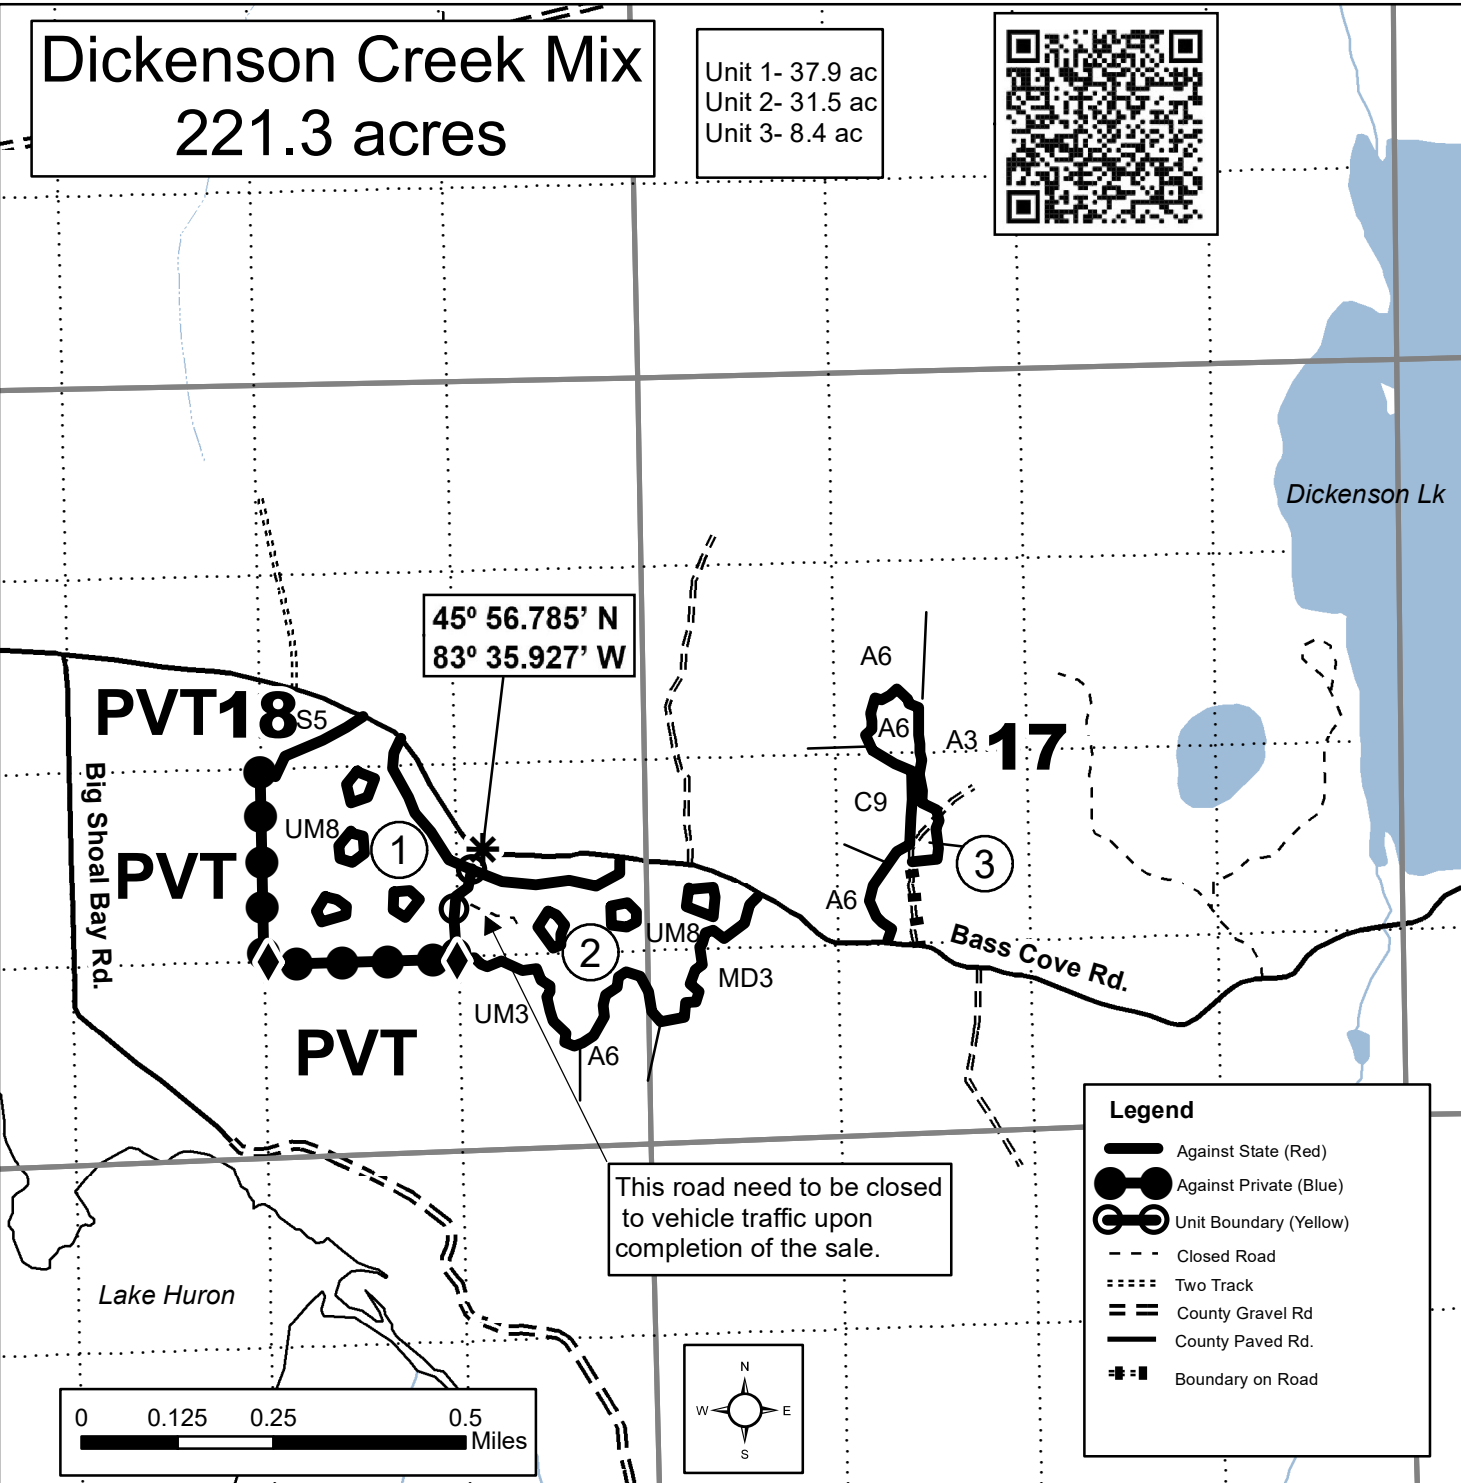 Dickenson Creek Mix
221.3 acres
Unit 1- 37.9 ac
Unit 2- 31.5 ac
Unit 3- 8.4 ac
Dickenson Lk
45º 56.785’ N
83º 35.927’ W
A6
PVT
18
S5
A6
A3
17
Big Shoal Bay Rd.
C9
UM8
1
3
PVT
A6
UM8
2
Bass Cove Rd.
MD3
UM3
PVT
A6
This road need to be closed
to vehicle traffic upon
completion of the sale.
Lake Huron
Legend
Against State (Red)
Against Private (Blue)
Unit Boundary (Yellow)
Closed Road
Two Track
County Gravel Rd
County Paved Rd.
Boundary on Road
0 0.125 0.25 0.5
Miles
N
W E
S